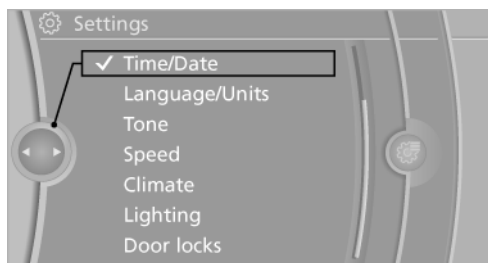 Settings
Time/Date
Language/Units
Tone
Speed
Climate
Lighting
Door locks